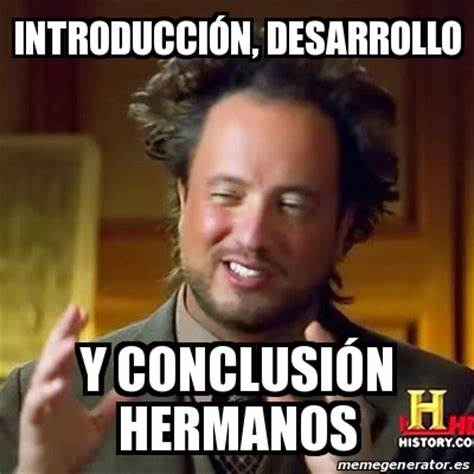 INTRODUCCIÓN, DESARROLLO
Y CONCLUSIÓN
HERMANOS
H
HISTORY.CO
memegenerator.es